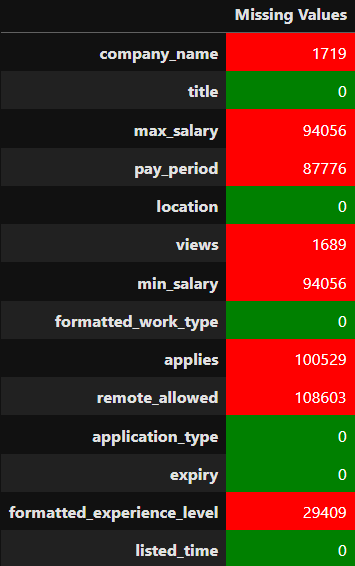 Missing Values
company_name 1719
title 0
max_salary 94056
pay_period 87776
location 0
views 1689
min_salary 94056
formatted_work_type 0
applies 100529
remote_allowed 108603
application_type 0
expiry 0
formatted_experience_level 29409
listed_time 0